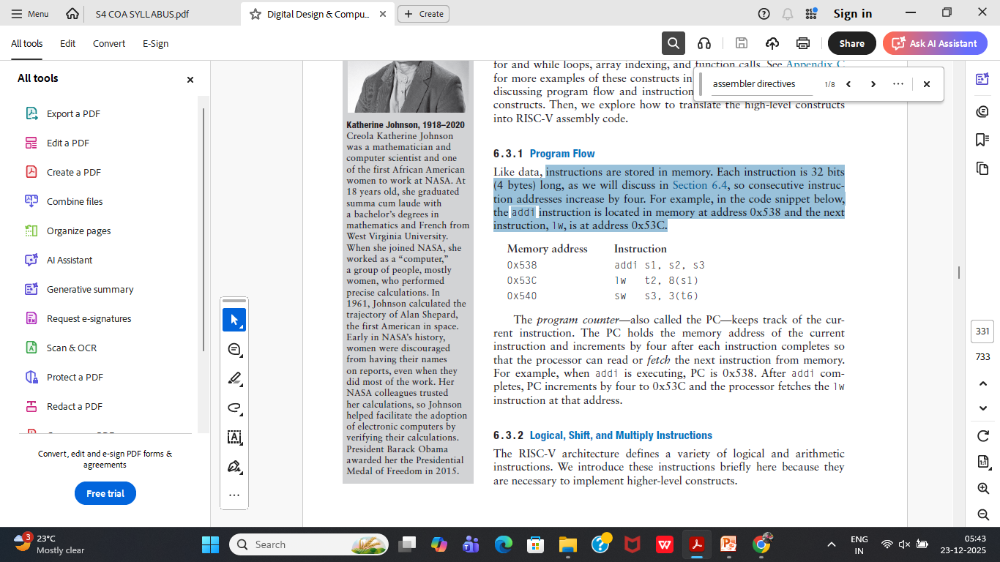 Menu
S4 COA SYLLABUS.pdf
Digital Design & Compu...
Create
Sign in
All tools
Edit
Convert
E-Sign
Share
Ask AI Assistant
All tools
Export a PDF
Edit a PDF
Create a PDF
Combine files
Organize pages
AI Assistant
Generative summary
Request e-signatures
Scan & OCR
Protect a PDF
Redact a PDF
Convert, edit and e-sign PDF forms &
agreements
Free trial
Katherine Johnson, 1918–2020
Creola Katherine Johnson
was a mathematician and
computer scientist and one
of the first African American
women to work at NASA. At
18 years old, she graduated
summa cum laude with
a bachelor's degrees in
mathematics and French from
West Virginia University.
When she joined NASA, she
worked as a “computer,”
a group of people, mostly
women, who performed
precise calculations. In
1961, Johnson calculated the
trajectory of Alan Shepard,
the first American in space.
Early in NASA's history,
women were discouraged
from having their names
on reports, even when they
did most of the work. Her
NASA colleagues trusted
her calculations, so Johnson
helped facilitate the adoption
of electronic computers by
verifying their calculations.
President Barack Obama
awarded her the Presidential
Medal of Freedom in 2015.
for and while loops, array indexing, and function calls. See Appendix C
for more examples of these constructs in
discussing program flow and instruction
constructs. Then, we explore how to translate the high-level constructs
into RISC-V assembly code.
assembler directives
1/8
6.3.1 Program Flow
Like data, instructions are stored in memory. Each instruction is 32 bits
(4 bytes) long, as we will discuss in Section 6.4, so consecutive instruc-
tion addresses increase by four. For example, in the code snippet below,
the addi instruction is located in memory at address 0x538 and the next
instruction, lw, is at address 0x53C.
Memory address Instruction
0x538 addi s1, s2, s3
0x53C lw t2, 8(s1)
0x540 sw s3, 3(t6)
The program counter—also called the PC—keeps track of the cur-
rent instruction. The PC holds the memory address of the current
instruction and increments by four after each instruction completes so
that the processor can read or fetch the next instruction from memory.
For example, when addi is executing, PC is 0x538. After addi com-
pletes, PC increments by four to 0x53C and the processor fetches the lw
instruction at that address.
6.3.2 Logical, Shift, and Multiply Instructions
The RISC-V architecture defines a variety of logical and arithmetic
instructions. We introduce these instructions briefly here because they
are necessary to implement higher-level constructs.
331
733
3
23°C
Mostly clear
Search
ENG
IN
05:43
23-12-2025